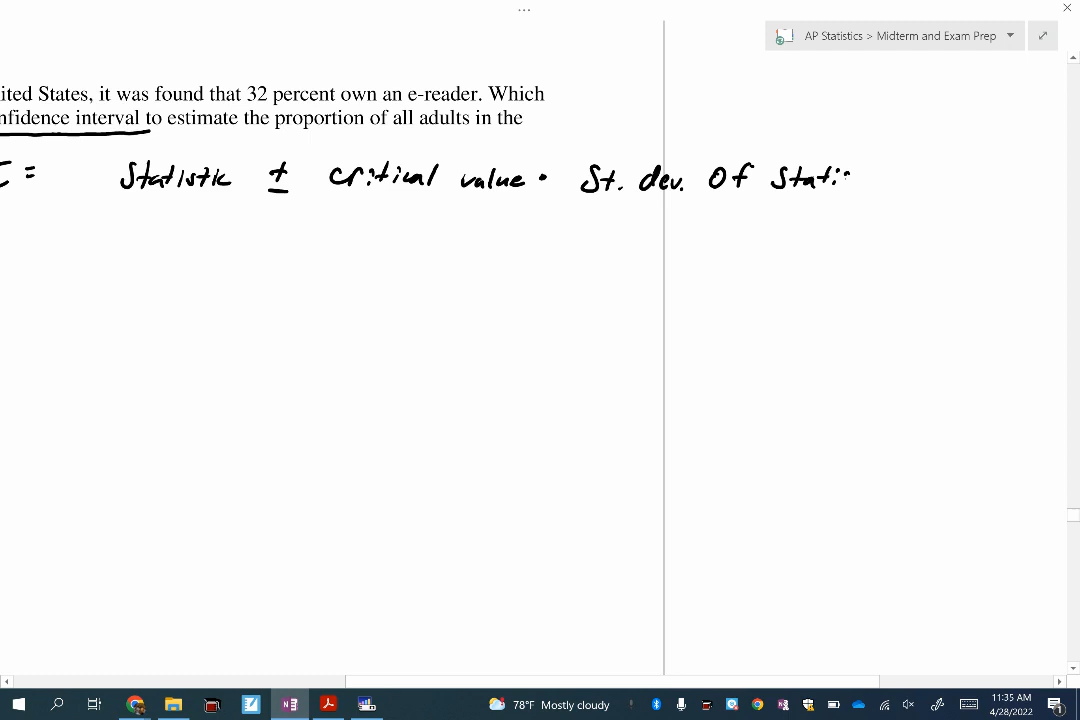 AP Statistics > Midterm and Exam Prep
ited States, it was found that 32 percent own an e-reader. Which
nfidence interval to estimate the proportion of all adults in the
= Statistic ± critical value · St. dev. Of Stati
78°F Mostly cloudy
11:35 AM
4/28/2022